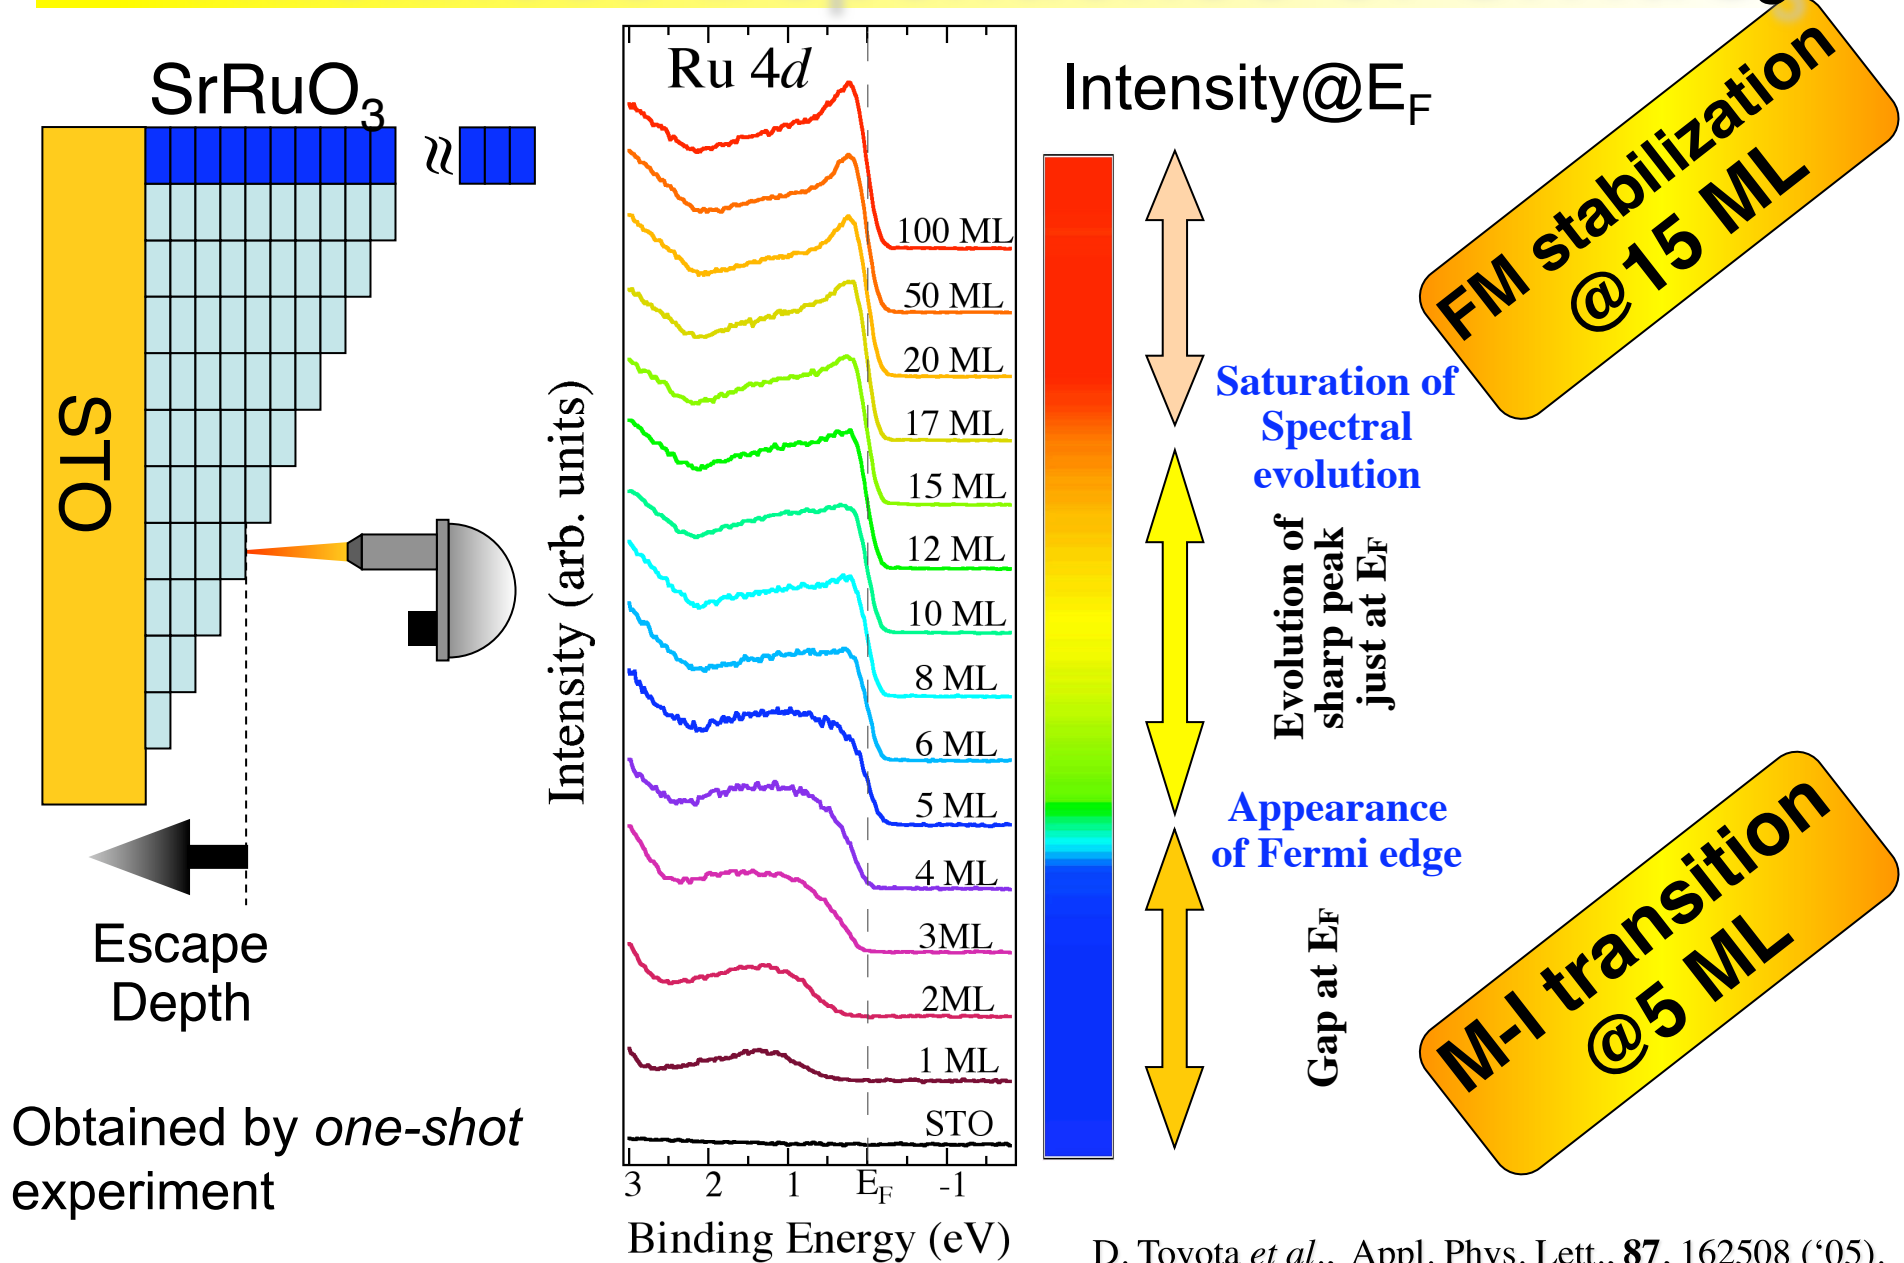 SrRuO3
STO
Escape
Depth
Obtained by one-shot
experiment
Ru 4d
Intensity (arb. units)
100 ML
50 ML
20 ML
17 ML
15 ML
12 ML
10 ML
8 ML
6 ML
5 ML
4 ML
3ML
2ML
1 ML
STO
3 2 1 EF -1
Binding Energy (eV)
Intensity@EF
Saturation of
Spectral
evolution
Evolution of
sharp peak
just at EF
Appearance
of Fermi edge
Gap at EF
FM stabilization
@15 ML
M-I transition
@5 ML
D. Toyota et al., Appl. Phys. Lett., 87, 162508 (‘05).